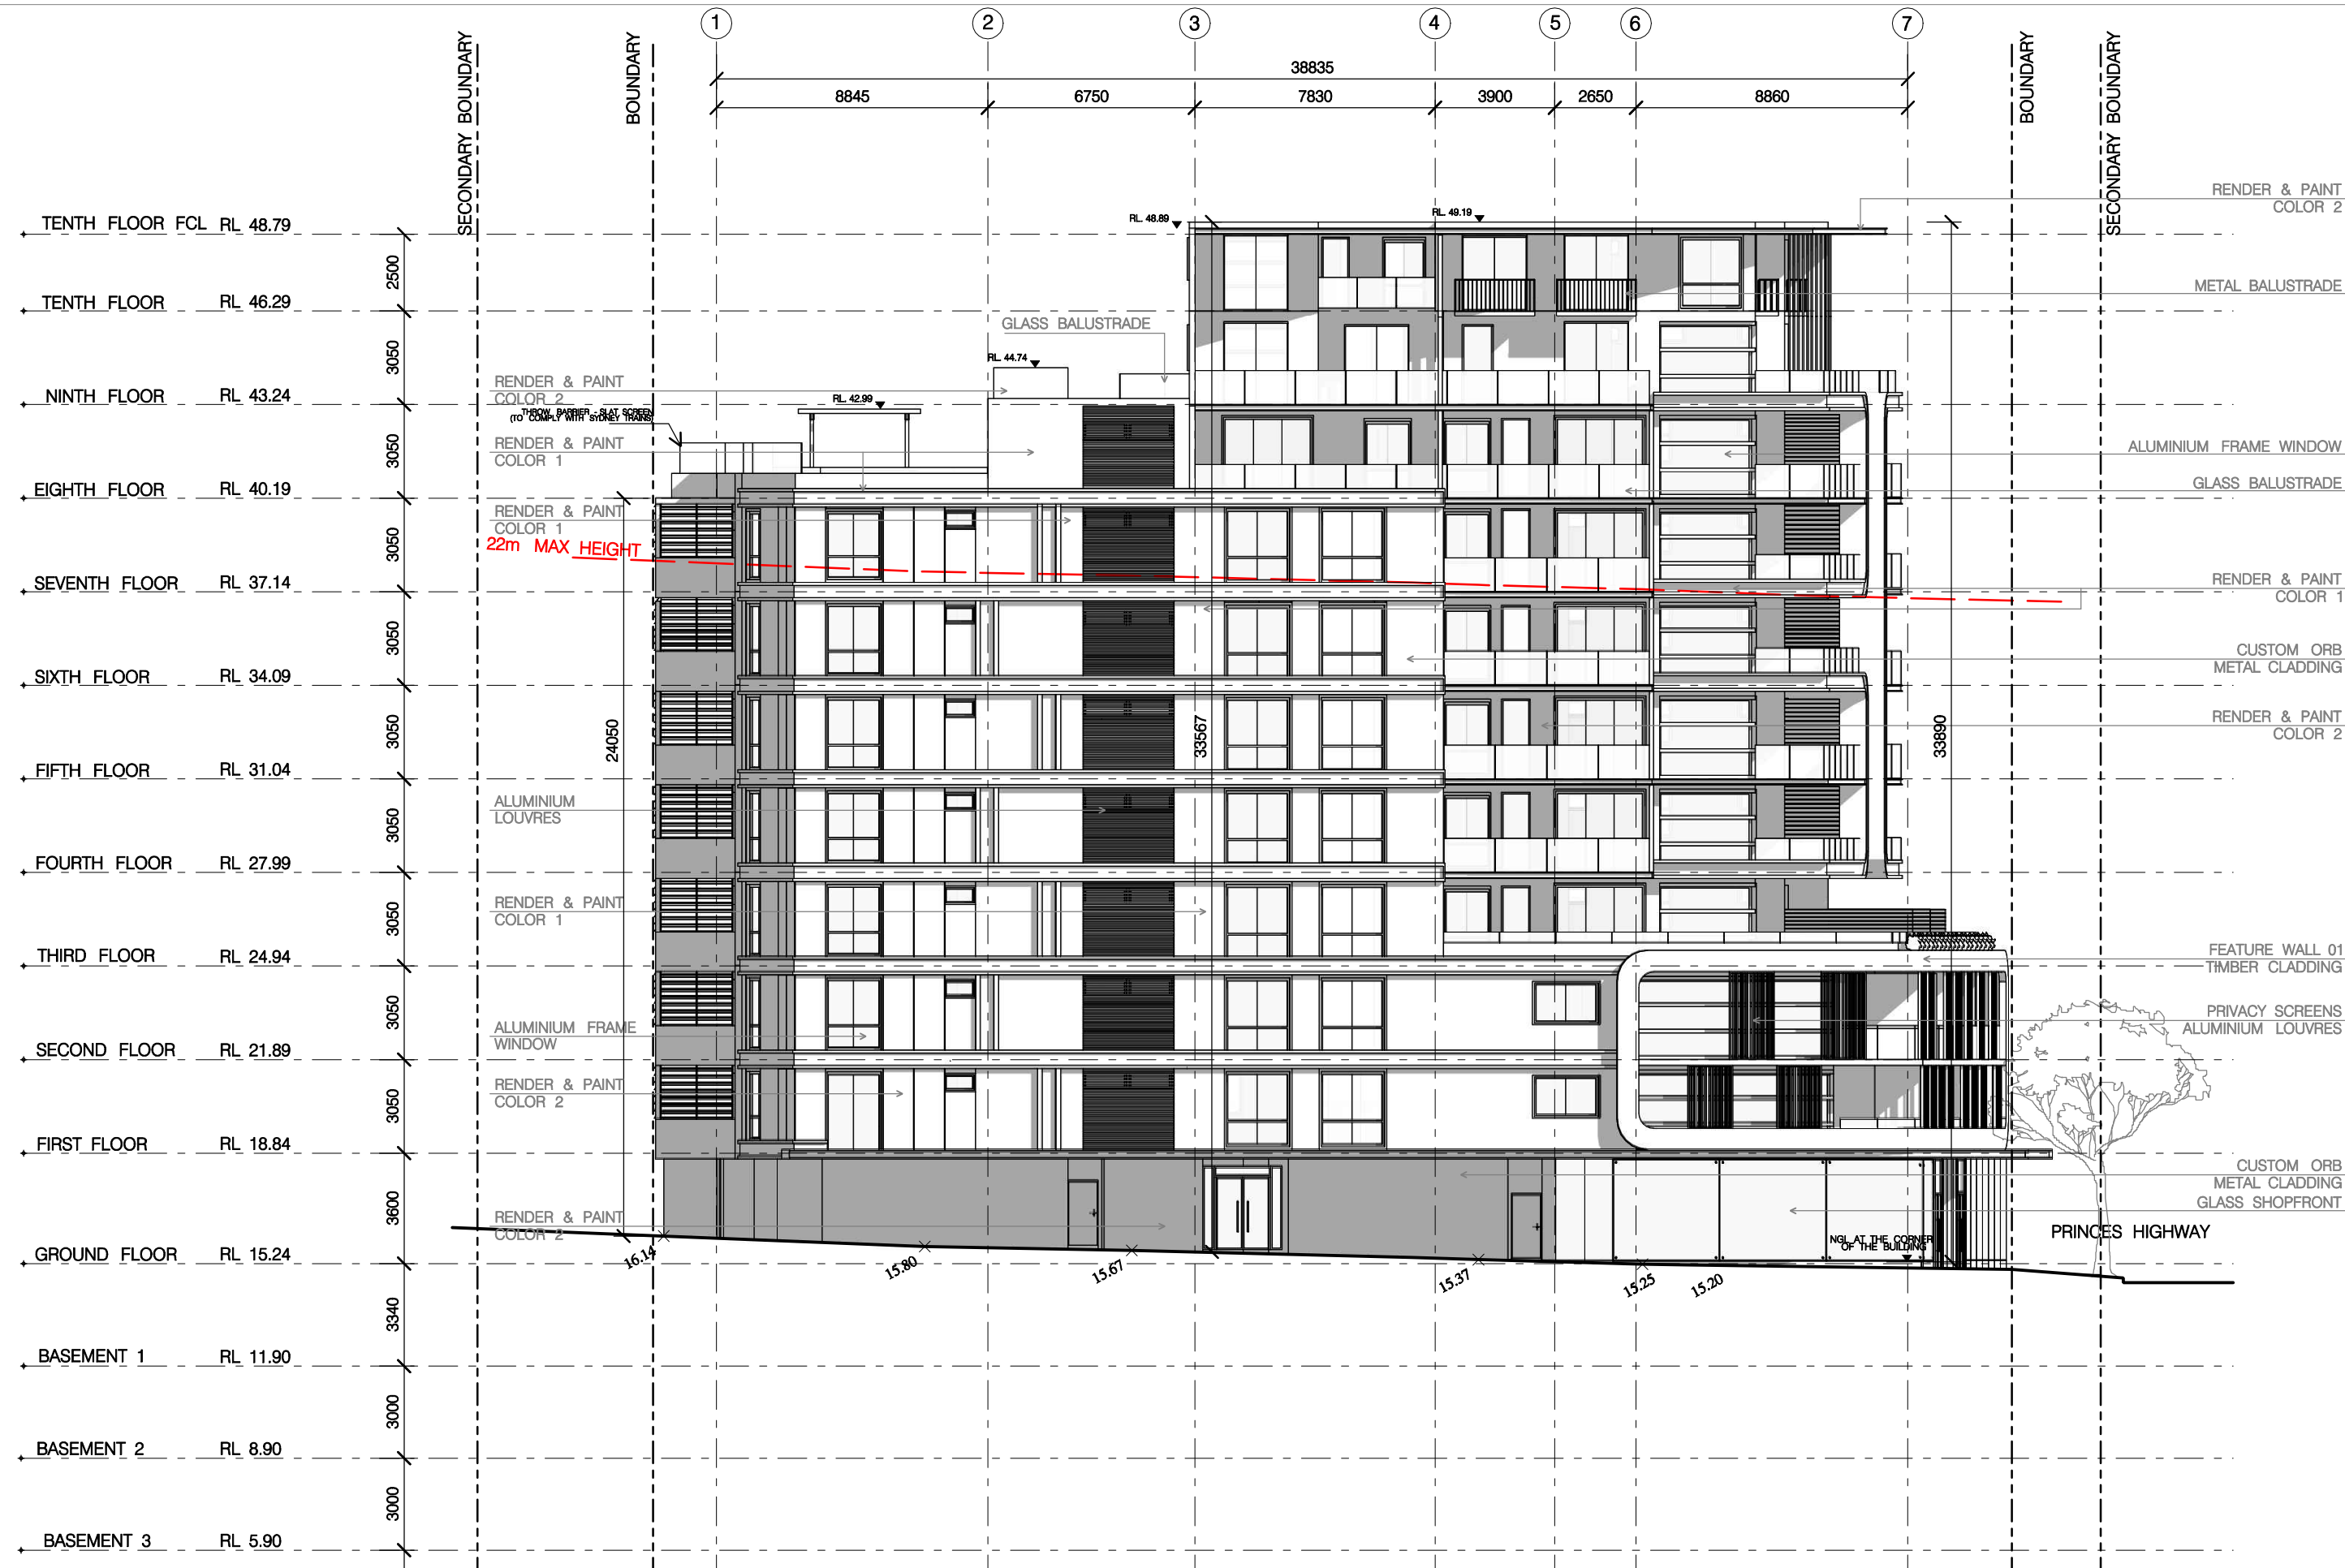 1 2 3 4 5 6 7
SECONDARY BOUNDARY
BOUNDARY
BOUNDARY
SECONDARY BOUNDARY
38835
8845 6750 7830 3900 2650 8860
RENDER & PAINT
COLOR 2
TENTH FLOOR FCL RL 48.79
RL. 48.89
RL. 49.19
2500
METAL BALUSTRADE
TENTH FLOOR RL 46.29
GLASS BALUSTRADE
3050
RL. 44.74
RENDER & PAINT
COLOR 2
NINTH FLOOR RL 43.24
RL. 42.99
THROW BARRIER - SLAT SCREEN
(TO COMPLY WITH SYDNEY TRAINS)
3050
RENDER & PAINT
COLOR 1
ALUMINIUM FRAME WINDOW
EIGHTH FLOOR RL 40.19
GLASS BALUSTRADE
RENDER & PAINT
COLOR 1
3050
22m MAX HEIGHT
SEVENTH FLOOR RL 37.14
RENDER & PAINT
COLOR 1
3050
CUSTOM ORB
METAL CLADDING
SIXTH FLOOR RL 34.09
RENDER & PAINT
COLOR 2
3050
24050
33567
33890
FIFTH FLOOR RL 31.04
ALUMINIUM
LOUVRES
3050
FOURTH FLOOR RL 27.99
RENDER & PAINT
COLOR 1
3050
THIRD FLOOR RL 24.94
FEATURE WALL 01
TIMBER CLADDING
3050
PRIVACY SCREENS
ALUMINIUM LOUVRES
ALUMINIUM FRAME
WINDOW
SECOND FLOOR RL 21.89
RENDER & PAINT
COLOR 2
3050
FIRST FLOOR RL 18.84
CUSTOM ORB
METAL CLADDING
GLASS SHOPFRONT
3600
RENDER & PAINT
COLOR 2
PRINCES HIGHWAY
NGL AT THE CORNER
OF THE BUILDING
GROUND FLOOR RL 15.24
16.14 15.80 15.67 15.37 15.25 15.20
3340
BASEMENT 1 RL 11.90
3000
BASEMENT 2 RL 8.90
3000
BASEMENT 3 RL 5.90